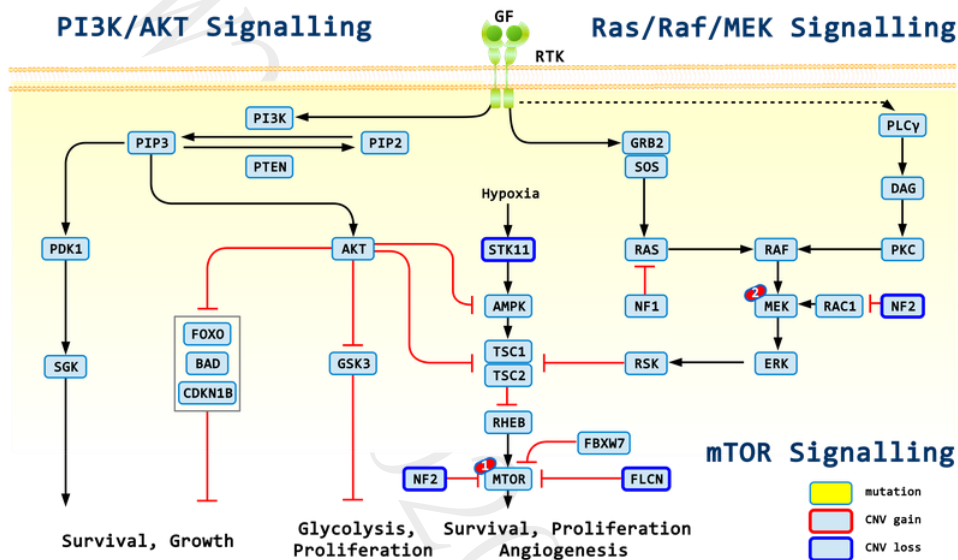 PI3K/AKT Signalling
GF
Ras/Raf/MEK Signalling
RTK
PI3K
PLCγ
PIP3
PIP2
GRB2
PTEN
SOS
DAG
Hypoxia
PDK1
AKT
STK11
RAS
RAF
PKC
2
AMPK
NF1
MEK
RAC1
NF2
FOXO
TSC1
BAD
GSK3
SGK
TSC2
RSK
ERK
CDKN1B
RHEB
FBXW7
mTOR Signalling
1
NF2
MTOR
FLCN
mutation
CNV gain
CNV loss
Survival, Growth
Glycolysis,
Proliferation
Survival, Proliferation
Angiogenesis